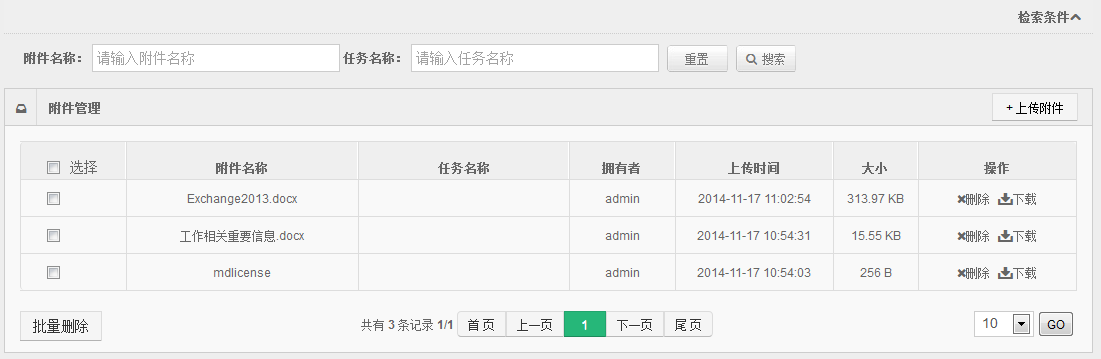 检索条件
附件名称： 请输入附件名称 任务名称： 请输入任务名称 重置 搜索
附件管理 +上传附件
选择 附件名称 任务名称 拥有者 上传时间 大小 操作
Exchange2013.docx admin 2014-11-17 11:02:54 313.97 KB 删除 下载
工作相关重要信息.docx admin 2014-11-17 10:54:31 15.55 KB 删除 下载
mdlicense admin 2014-11-17 10:54:03 256 B 删除 下载
批量删除 共有 3 条记录 1/1 首页 上一页 1 下一页 尾页 10 GO